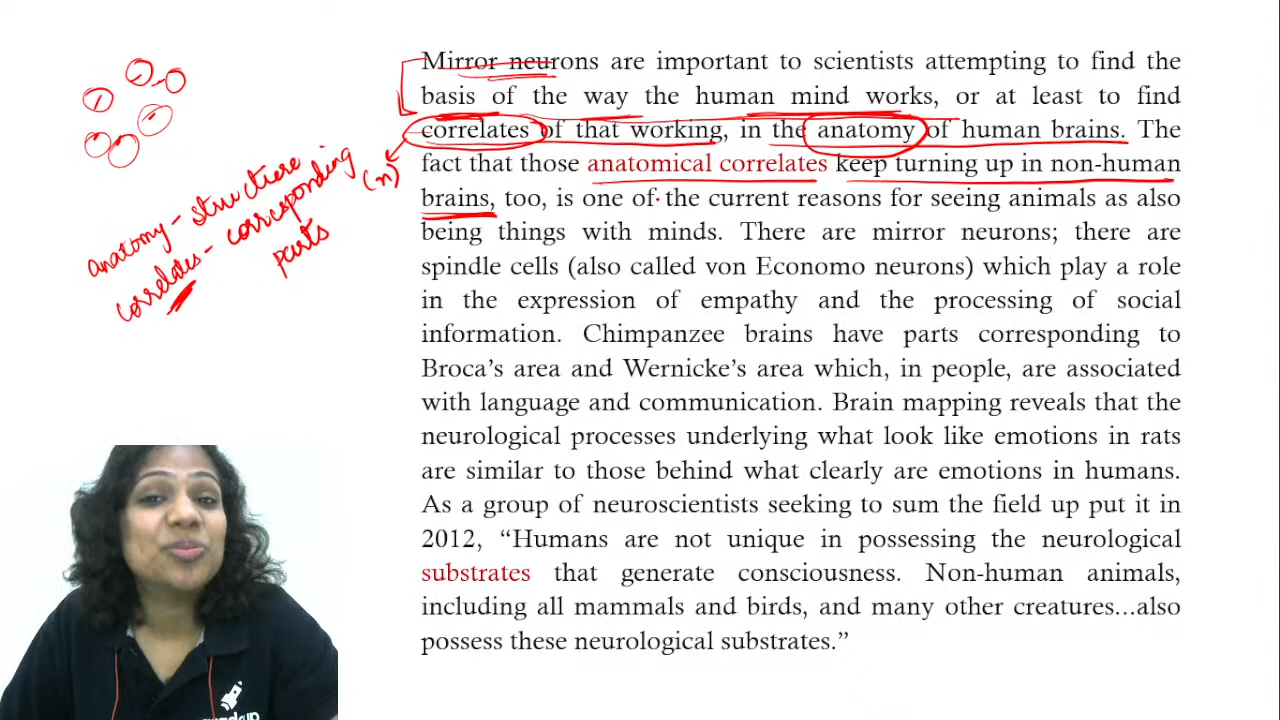 Mirror neurons are important to scientists attempting to find the
basis of the way the human mind works, or at least to find
correlates of that working, in the anatomy of human brains. The
fact that those anatomical correlates keep turning up in non-human
brains, too, is one of the current reasons for seeing animals as also
being things with minds. There are mirror neurons; there are
spindle cells (also called von Economo neurons) which play a role
in the expression of empathy and the processing of social
information. Chimpanzee brains have parts corresponding to
Broca's area and Wernicke's area which, in people, are associated
with language and communication. Brain mapping reveals that the
neurological processes underlying what look like emotions in rats
are similar to those behind what clearly are emotions in humans.
As a group of neuroscientists seeking to sum the field up put it in
2012, “Humans are not unique in possessing the neurological
substrates that generate consciousness. Non-human animals,
including all mammals and birds, and many other creatures...also
possess these neurological substrates.”
(n)
anatomy - structure
correlates - corresponding
parts